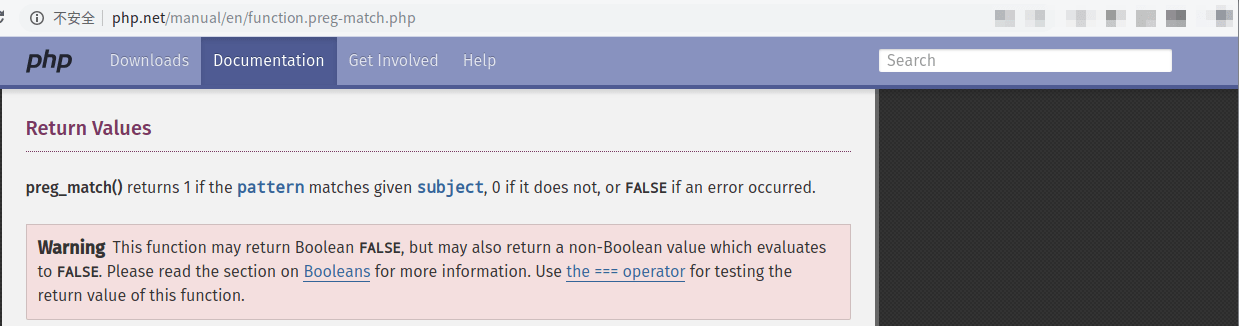 不安全 php.net/manual/en/function.preg-match.php
php Downloads Documentation Get Involved Help Search
Return Values
preg_match() returns 1 if the pattern matches given subject, 0 if it does not, or FALSE if an error occurred.
Warning This function may return Boolean FALSE, but may also return a non-Boolean value which evaluates
to FALSE. Please read the section on Booleans for more information. Use the === operator for testing the
return value of this function.